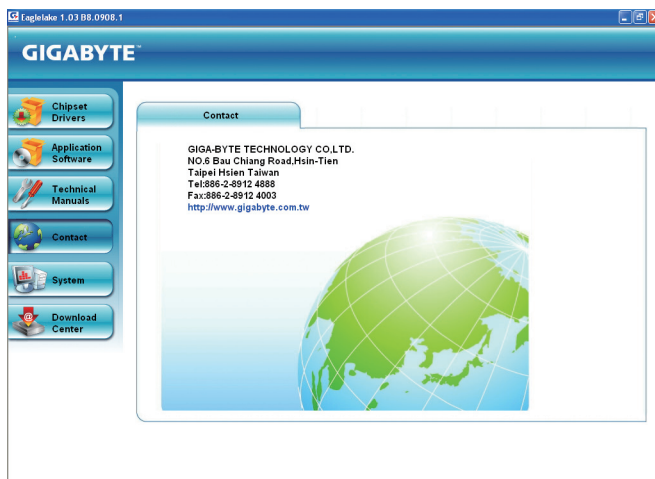 Eaglelake 1.03 B8.0908.1
GIGABYTE™
Chipset
Drivers
Application
Software
Technical
Manuals
Contact
System
Download
Center
Contact
GIGA-BYTE TECHNOLOGY CO,LTD.
NO.6 Bau Chiang Road,Hsin-Tien
Taipei Hsien Taiwan
Tel:886-2-8912 4888
Fax:886-2-8912 4003
http://www.gigabyte.com.tw